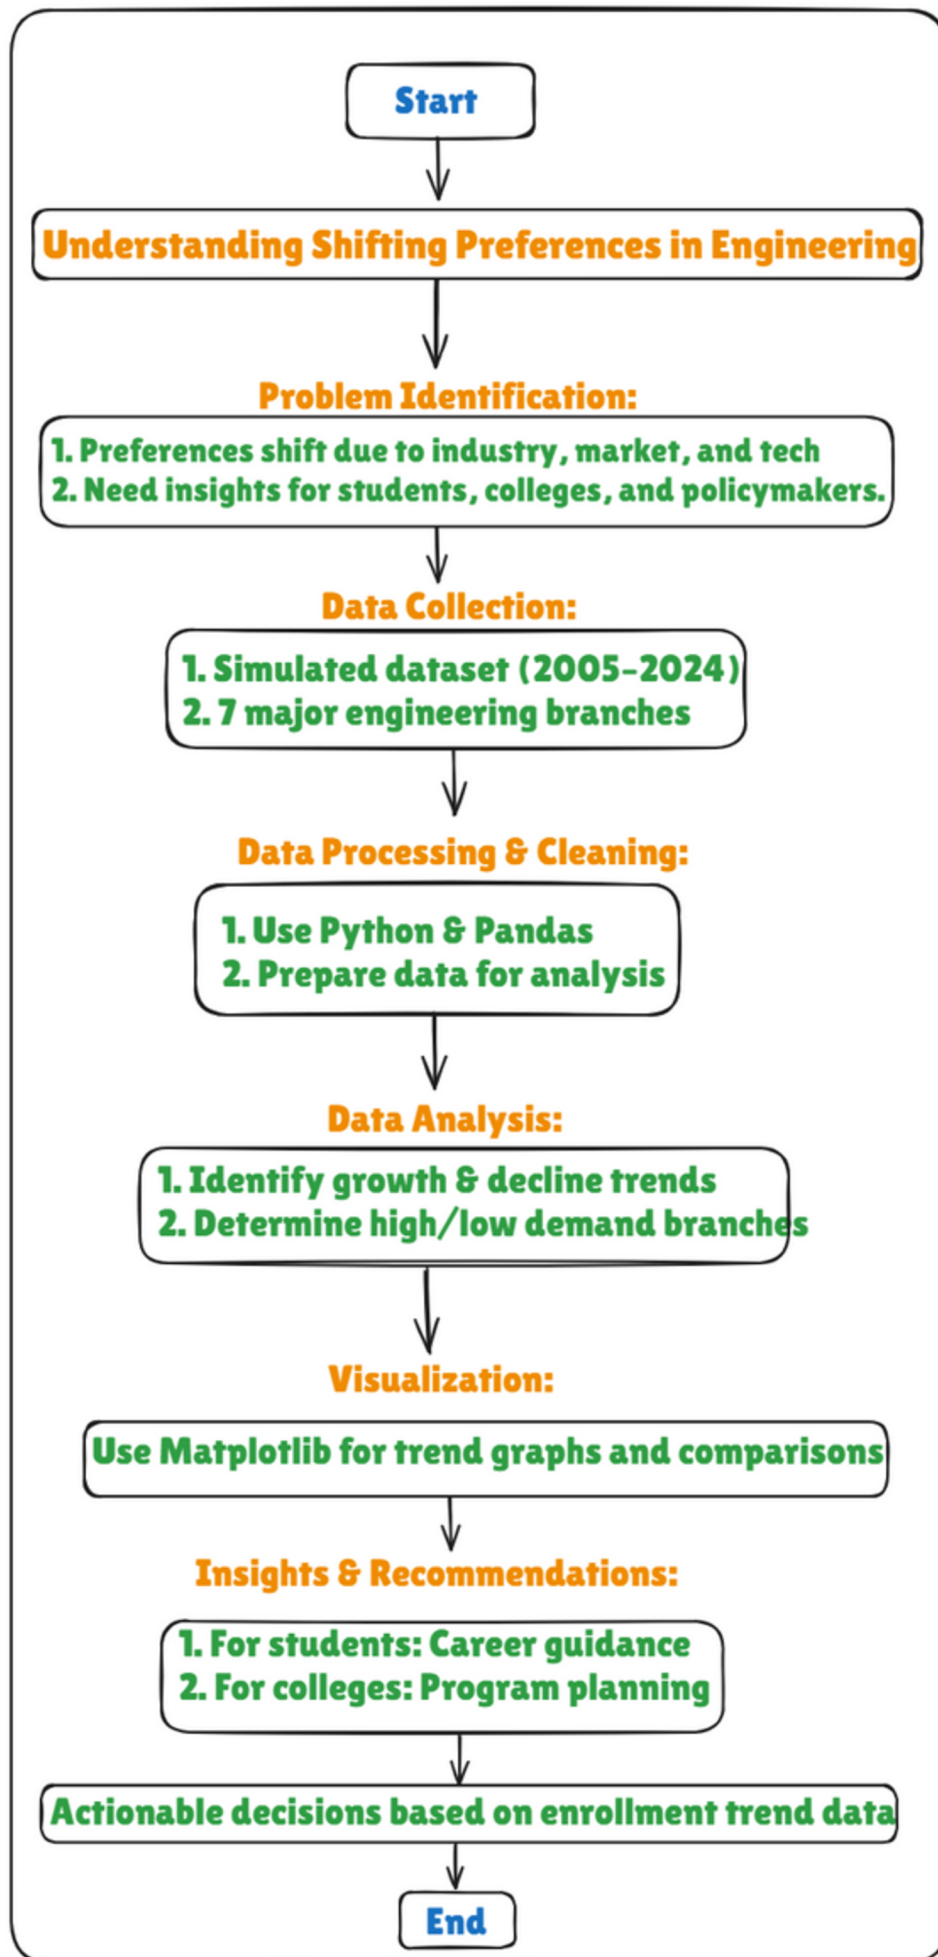 Start
Understanding Shifting Preferences in Engineering
Problem Identification:
1. Preferences shift due to industry, market, and tech
2. Need insights for students, colleges, and policymakers.
Data Collection:
1. Simulated dataset (2005-2024)
2. 7 major engineering branches
Data Processing & Cleaning:
1. Use Python & Pandas
2. Prepare data for analysis
Data Analysis:
1. Identify growth & decline trends
2. Determine high/low demand branches
Visualization:
Use Matplotlib for trend graphs and comparisons
Insights & Recommendations:
1. For students: Career guidance
2. For colleges: Program planning
Actionable decisions based on enrollment trend data
End